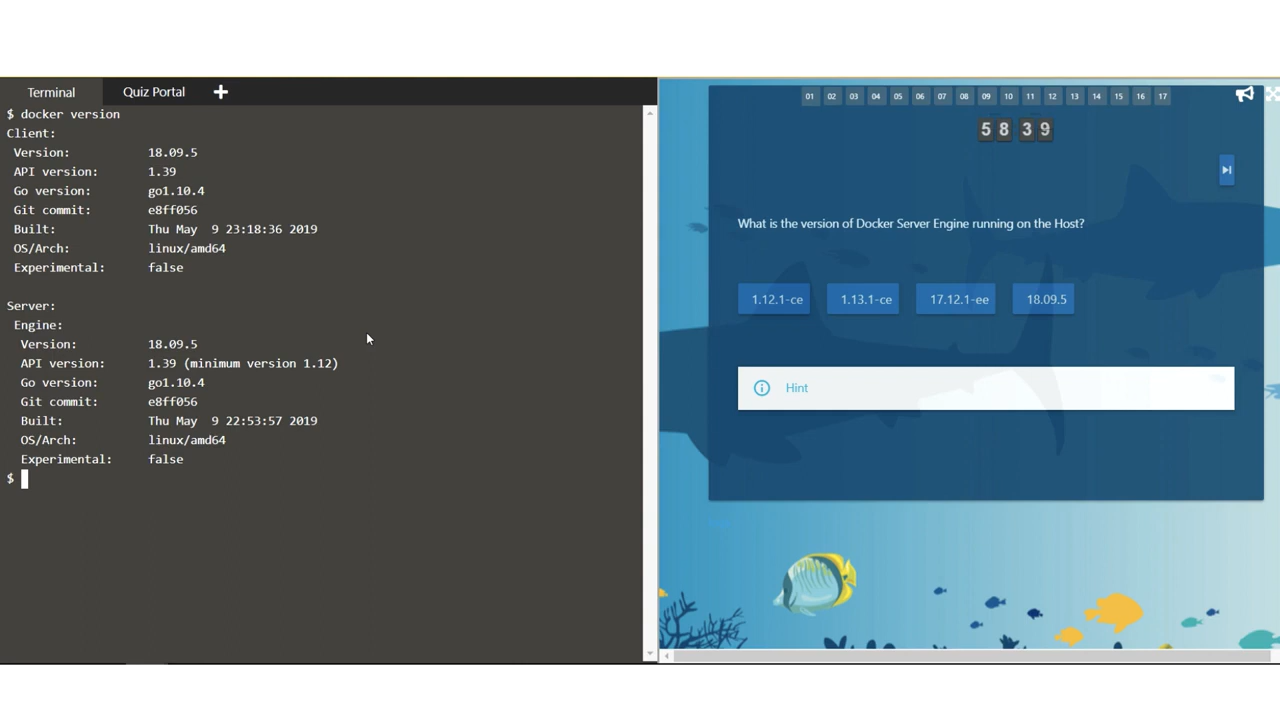 Terminal
Quiz Portal
$ docker version
Client:
Version: 18.09.5
API version: 1.39
Go version: go1.10.4
Git commit: e8ff056
Built: Thu May  9 23:18:36 2019
OS/Arch: linux/amd64
Experimental: false
Server:
Engine:
Version: 18.09.5
API version: 1.39 (minimum version 1.12)
Go version: go1.10.4
Git commit: e8ff056
Built: Thu May  9 22:53:57 2019
OS/Arch: linux/amd64
Experimental: false
$
01 02 03 04 05 06 07 08 09 10 11 12 13 14 15 16 17
58 39
What is the version of Docker Server Engine running on the Host?
1.12.1-ce
1.13.1-ce
17.12.1-ee
18.09.5
Hint